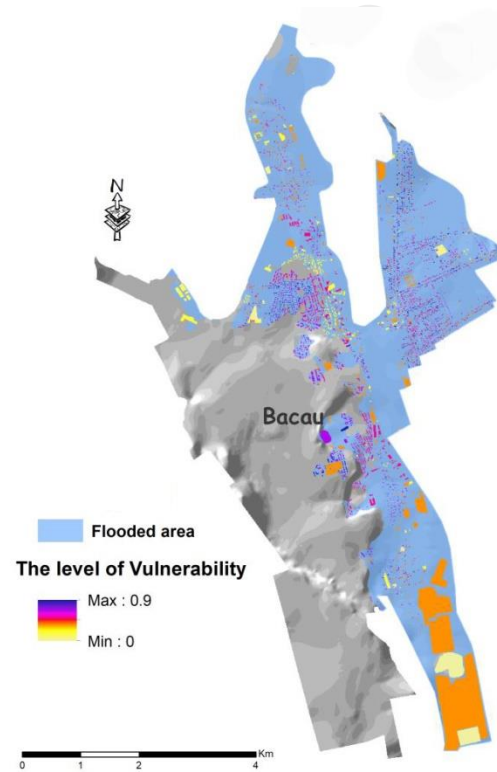 N
Bacau
Flooded area
The level of Vulnerability
Max : 0.9
Min : 0
Km
0 1 2 4